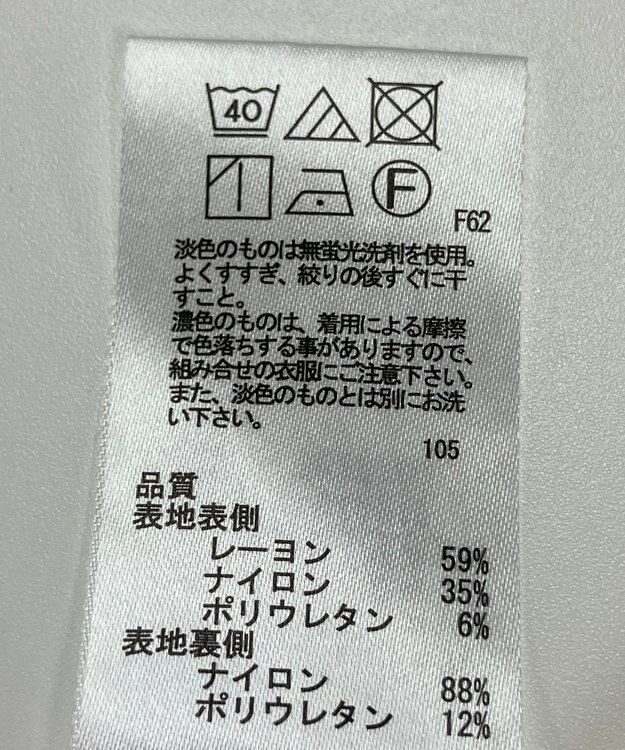 40
F
F62
淡色のものは無蛍光洗剤を使用。
よくすすぎ、絞りの後すぐに干
すこと。
濃色のものは、着用による摩擦
で色落ちする事がありますので、
組み合せの衣服にご注意下さい。
また、淡色のものとは別にお洗
い下さい。
105
品質
表地表側
レーヨン 59%
ナイロン 35%
ポリウレタン 6%
表地裏側
ナイロン 88%
ポリウレタン 12%